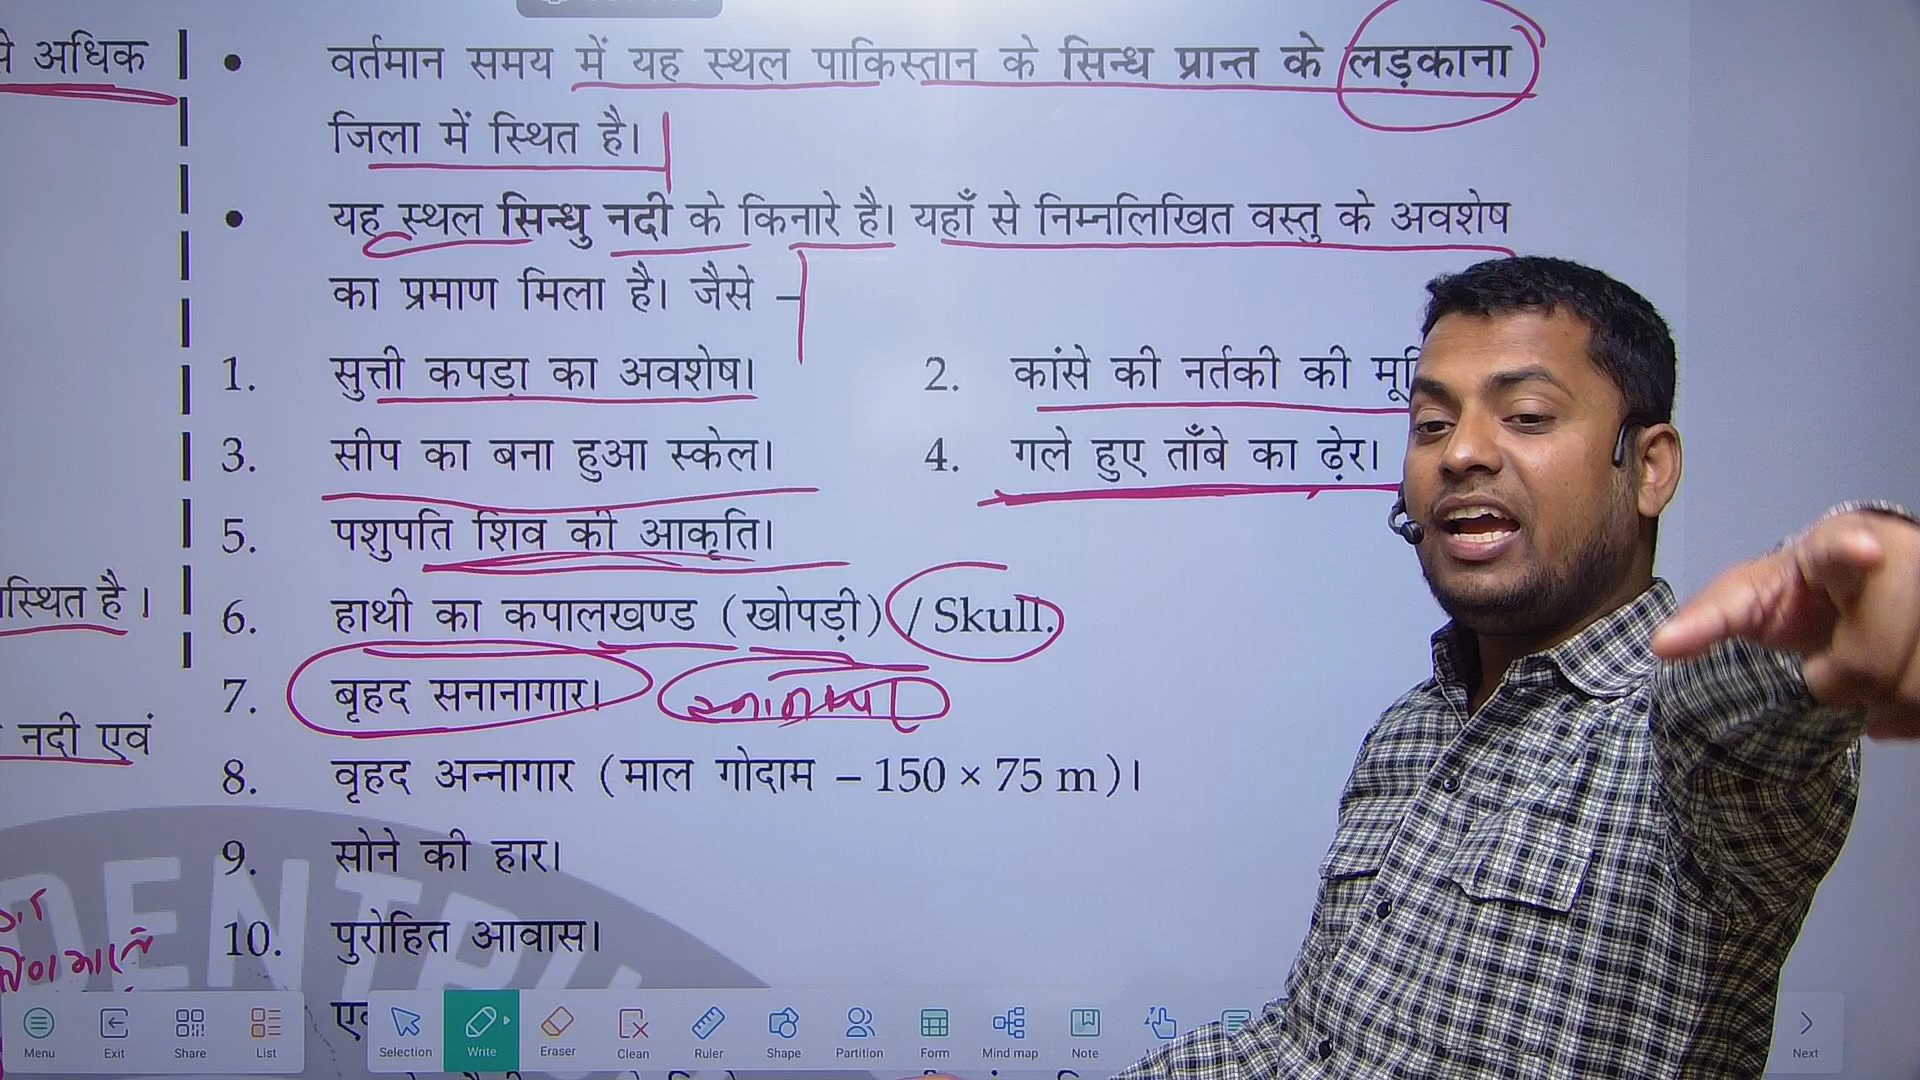 से अधिक
• वर्तमान समय में यह स्थल पाकिस्तान के सिन्ध प्रान्त के लड़काना
जिला में स्थित है।
• यह स्थल सिन्धु नदी के किनारे है। यहाँ से निम्नलिखित वस्तु के अवशेष
का प्रमाण मिला है। जैसे –
1. सुत्ती कपड़ा का अवशेष।
2. कांसे की नर्तकी की
3. सीप का बना हुआ स्केल।
4. गले हुए ताँबे का ढ़ेर।
5. पशुपति शिव की आकृति।
स्थित है।
6. हाथी का कपालखण्ड (खोपड़ी) / Skull.
7. बृहद सनानागार।
नदी एवं
8. वृहद अन्नागार (माल गोदाम – 150 × 75 m)।
9. सोने की हार।
10. पुरोहित आवास।
Menu Exit Share List Selection Write Eraser Clean Ruler Shape Partition Form Mind map Note Next